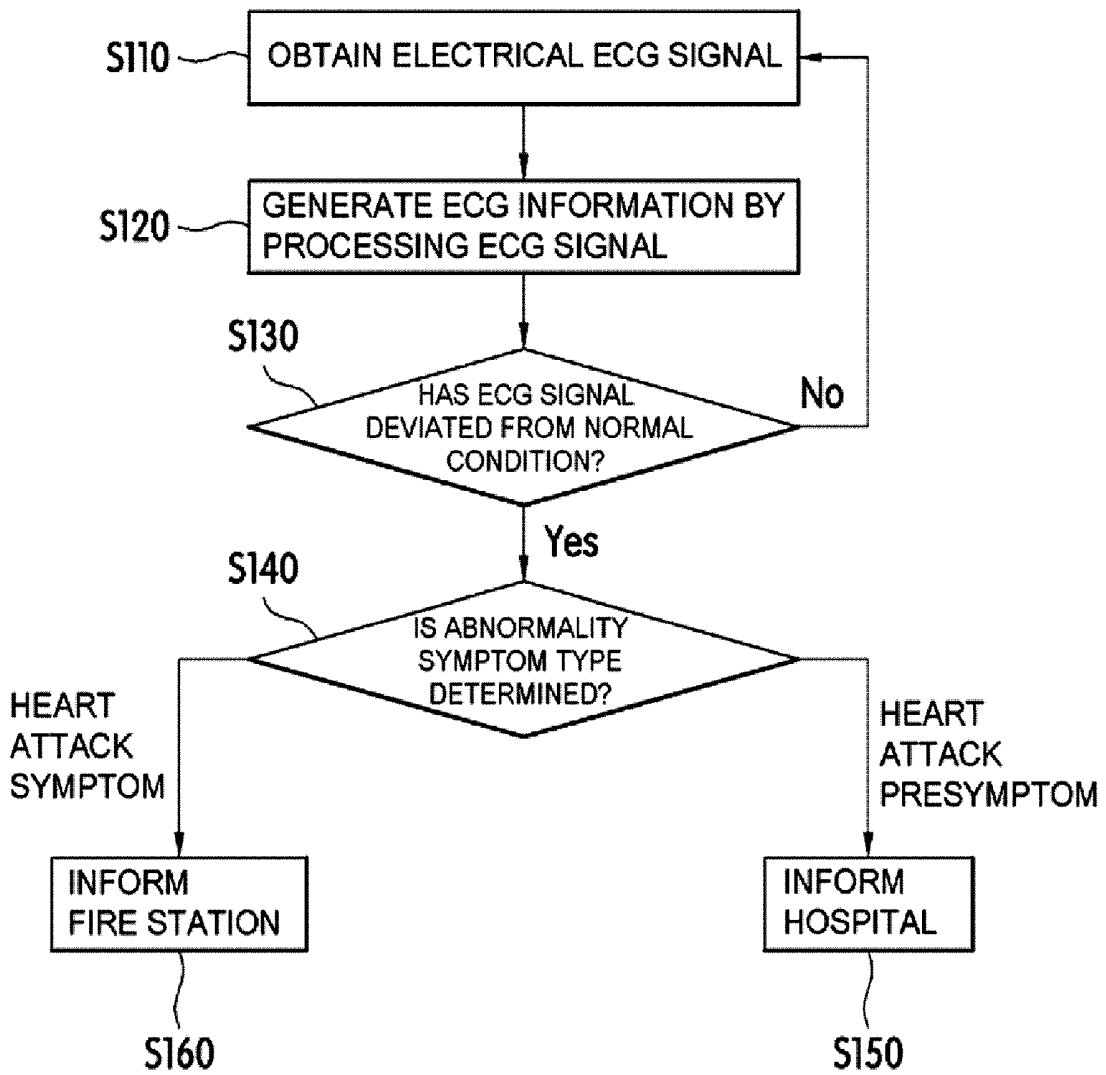 S110
OBTAIN ELECTRICAL ECG SIGNAL
S120
GENERATE ECG INFORMATION BY
PROCESSING ECG SIGNAL
S130
HAS ECG SIGNAL
DEVIATED FROM NORMAL
CONDITION?
No
Yes
S140
IS ABNORMALITY
SYMPTOM TYPE
DETERMINED?
HEART
ATTACK
SYMPTOM
HEART
ATTACK
PRESYMPTOM
INFORM
FIRE STATION
INFORM
HOSPITAL
S160
S150